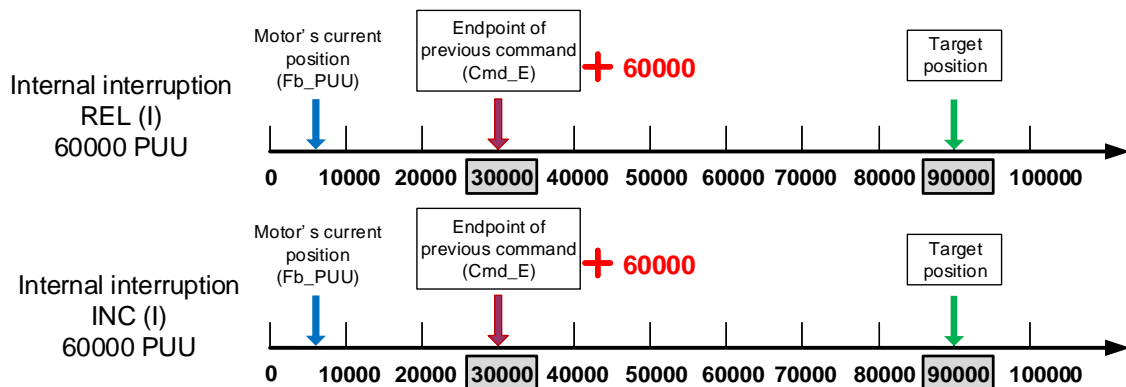 Motor's current
position
(Fb_PUU)
Endpoint of
previous command
(Cmd_E)
+ 60000
Target
position
Internal interruption
REL (I)
60000 PUU
0 10000 20000 30000 40000 50000 60000 70000 80000 90000 100000
Motor's current
position
(Fb_PUU)
Endpoint of
previous command
(Cmd_E)
+ 60000
Target
position
Internal interruption
INC (I)
60000 PUU
0 10000 20000 30000 40000 50000 60000 70000 80000 90000 100000